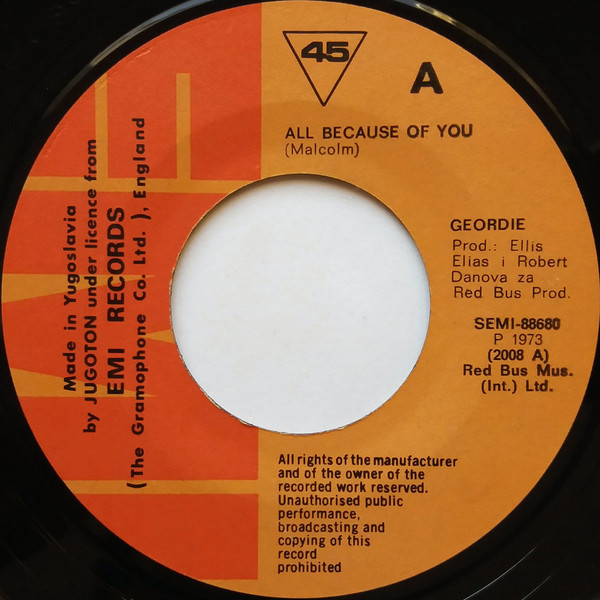 45
A
ALL BECAUSE OF YOU
(Malcolm)
GEORDIE
Prod.: Ellis
Elias i Robert
Danova za
Red Bus Prod.
SEMI-88680
P 1973
(2008 A)
Red Bus Mus.
(Int.) Ltd.
Made in Yugoslavia
by JUGOTON under licence from
EMI RECORDS
(The Gramophone Co. Ltd. ), England
All rights of the manufacturer
and of the owner of the
recorded work reserved.
Unauthorised public
performance,
broadcasting and
copying of this
record
prohibited